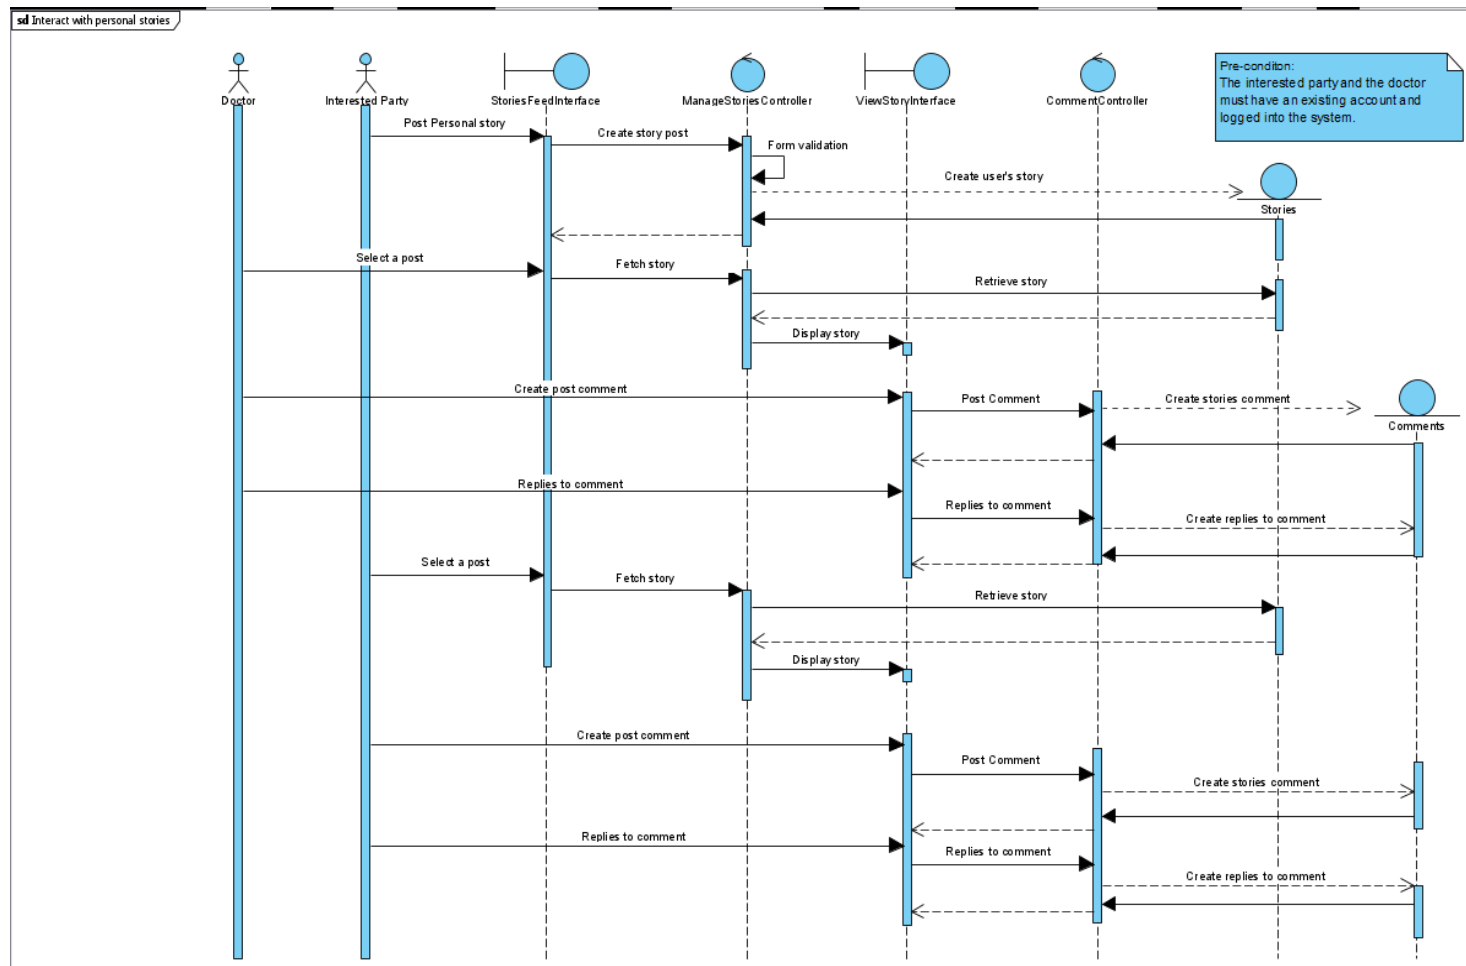 sd Interact with personal stories
Pre-conditon:
The interested party and the doctor
must have an existing account and
logged into the system.
Doctor
Interested Party
StoriesFeedInterface
ManageStoriesController
ViewStoryInterface
CommentController
Post Personal story
Create story post
Form validation
Create user's story
Stories
Select a post
Fetch story
Retrieve story
Display story
Create post comment
Post Comment
Create stories comment
Comments
Replies to comment
Replies to comment
Create replies to comment
Select a post
Fetch story
Retrieve story
Display story
Create post comment
Post Comment
Create stories comment
Replies to comment
Replies to comment
Create replies to comment